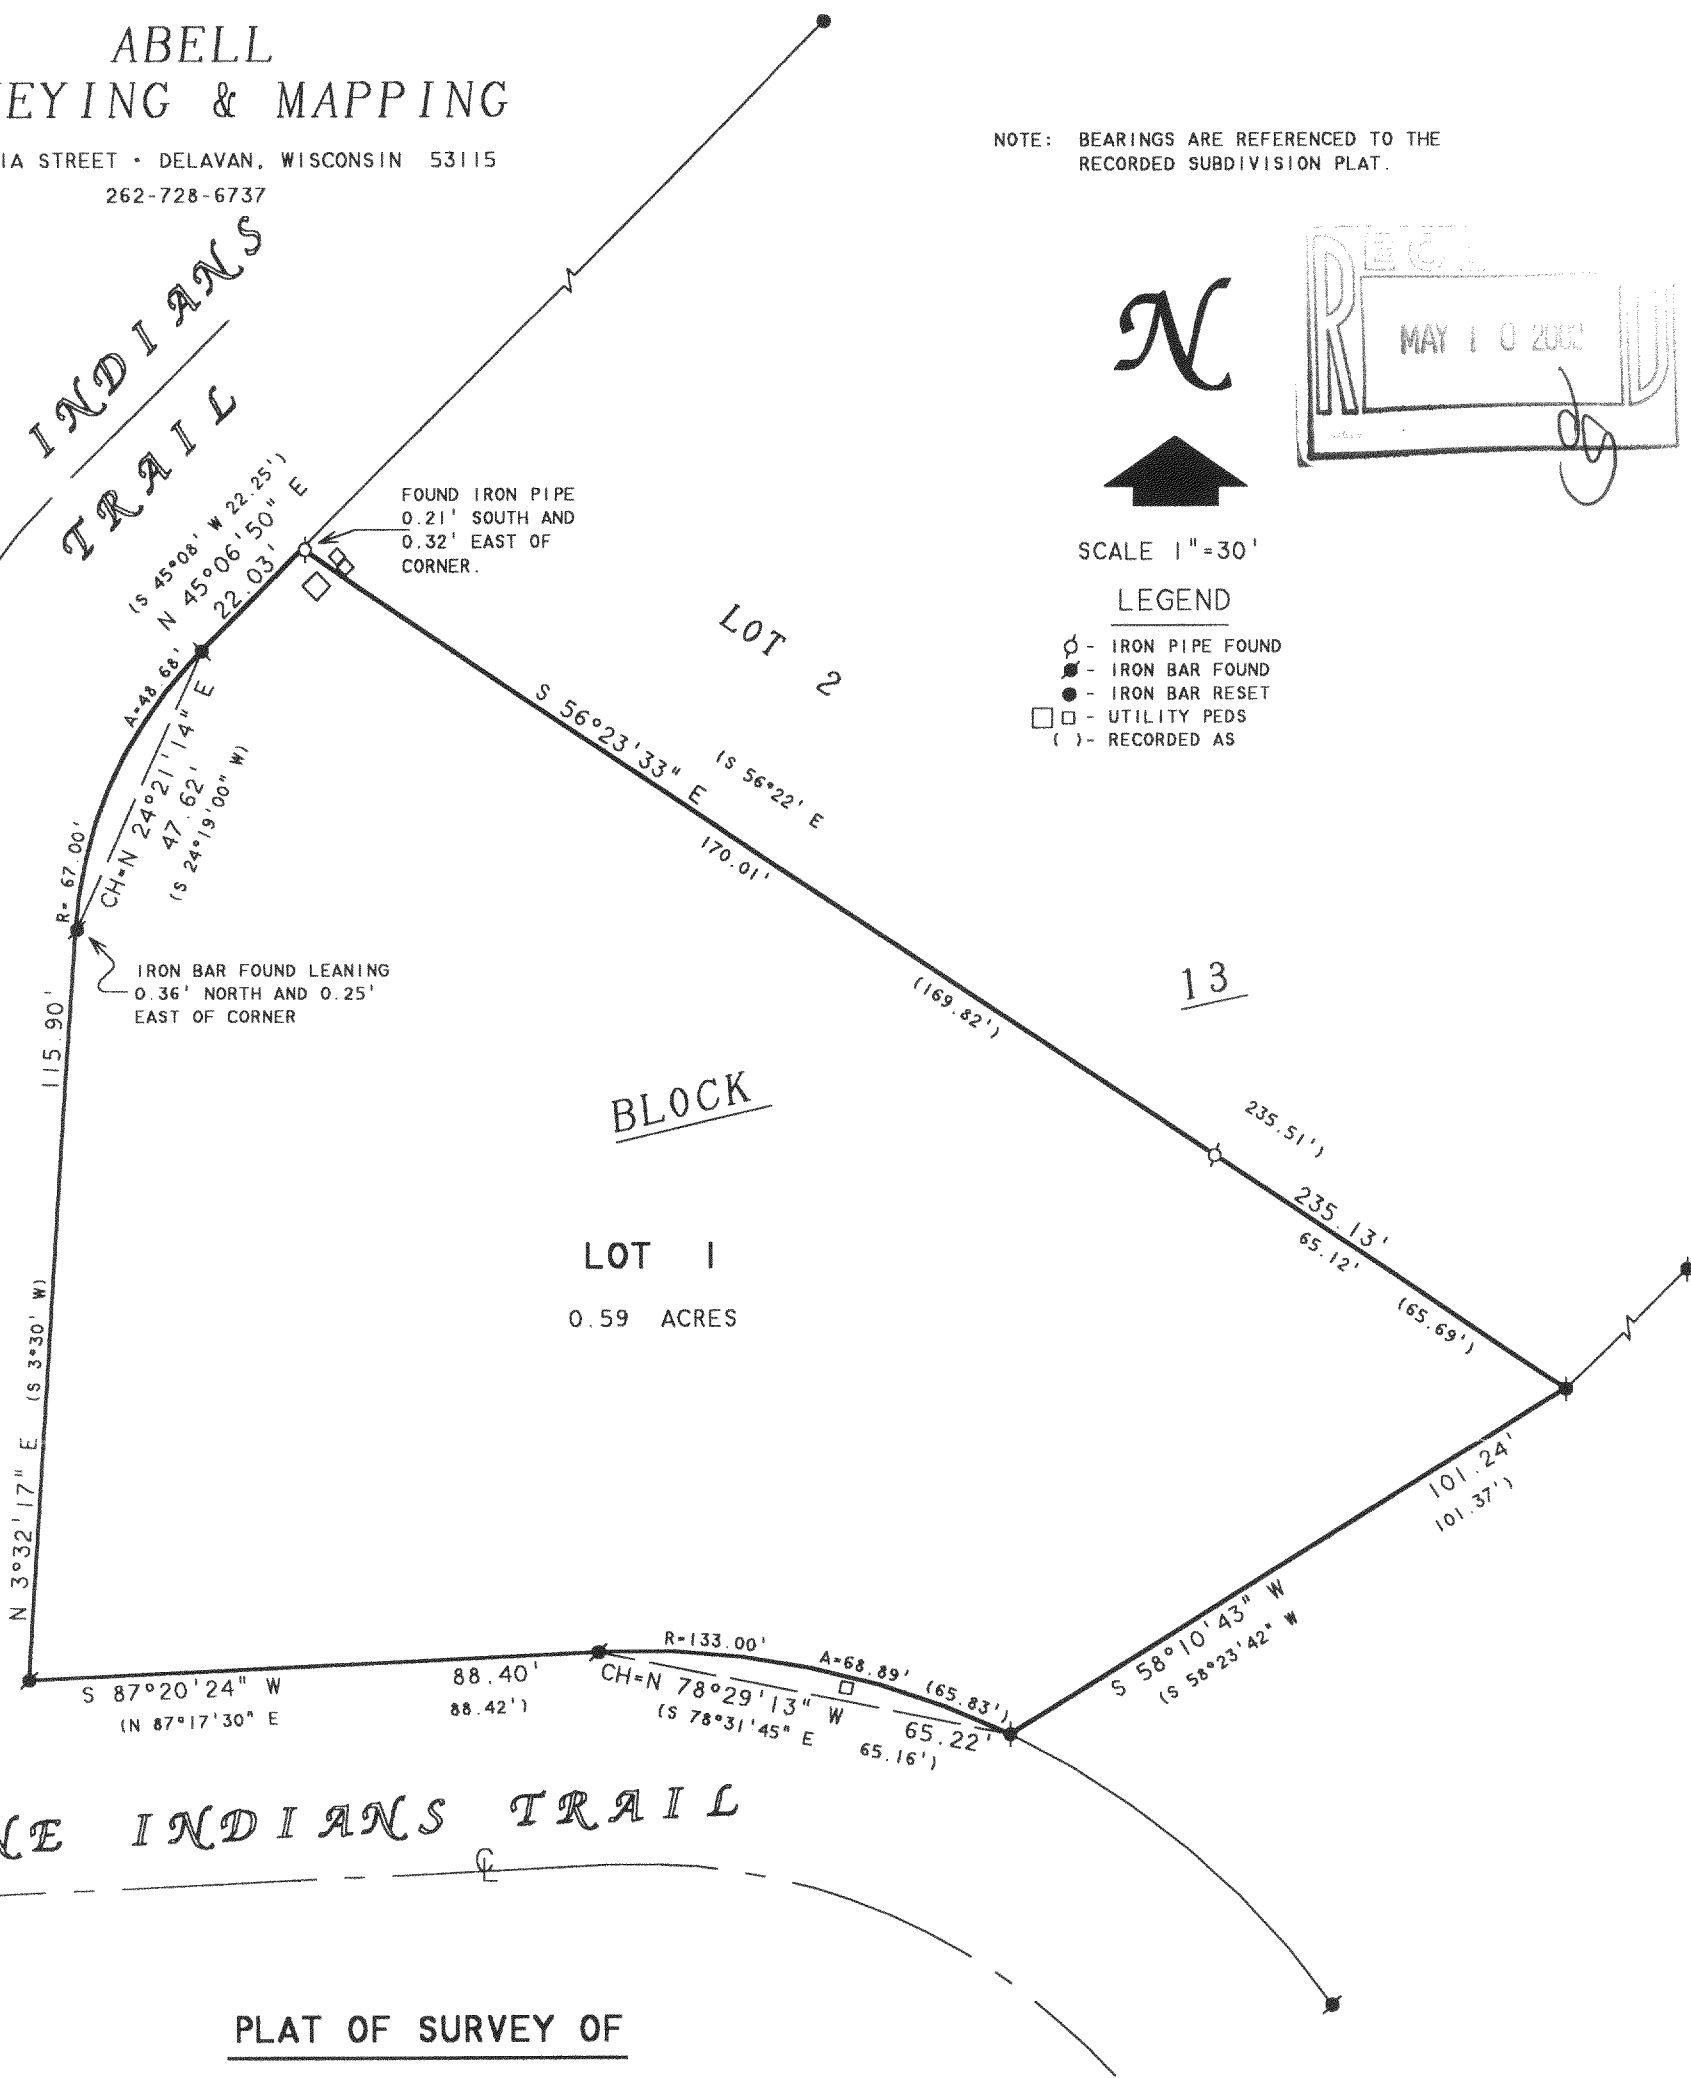 ABELL
EYING & MAPPING
IA STREET • DELAVAN, WISCONSIN 53115
262-728-6737
NOTE: BEARINGS ARE REFERENCED TO THE
RECORDED SUBDIVISION PLAT.
INDIANS
TRAIL
MAY 10 2002
N
SCALE 1"=30'
LEGEND
- IRON PIPE FOUND
- IRON BAR FOUND
- IRON BAR RESET
- UTILITY PEDS
( )- RECORDED AS
(S 45°08' W 22.25')
N 45°06'50" E
22.03'
FOUND IRON PIPE
0.21' SOUTH AND
0.32' EAST OF
CORNER.
LOT 2
A=48.68'
R= 67.00'
CH=N 24°21'14" E
47.62'
(S 24°19'00" W)
S 56°23'33" E
(S 56°22' E
170.01'
(169.82')
IRON BAR FOUND LEANING
0.36' NORTH AND 0.25'
EAST OF CORNER
13
BLOCK
235.51')
235.13'
65.12'
(65.69')
LOT 1
0.59 ACRES
115.90'
(S 3°30' W)
N 3°32'17" E
101.24'
101.37')
S 58°10'43" W
(S 58°23'42" W
S 87°20'24" W 88.40'
(N 87°17'30" E 88.42')
R=133.00'
A=68.89' (65.83')
CH=N 78°29'13" W 65.22'
(S 78°31'45" E 65.16')
NE INDIANS TRAIL
CL
PLAT OF SURVEY OF